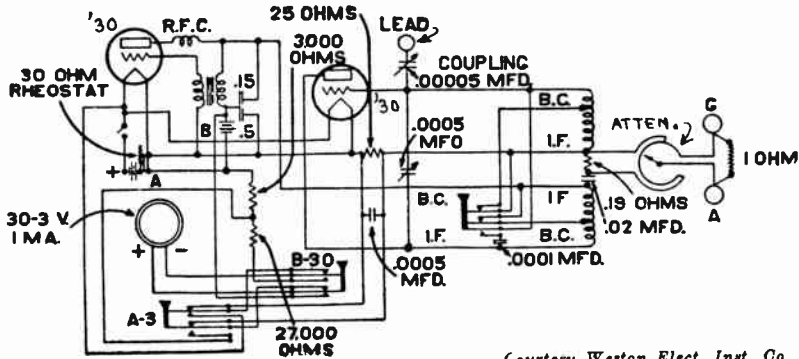 '30
R.F.C.
25 OHMS
3,000
OHMS
LEAD
COUPLING
.00005 MFD.
30 OHM
RHEOSTAT
.15
'30
B
.5
.0005
MFD
B.C.
I.F.
ATTEN.
G
1 OHM
A
+
A
30-3 V.
1 MA.
+ -
B.C.
I.F.
I F
B.C.
.19 OHMS
.02 MFD.
B-30
.0005
MFD.
.0001 MFD.
A-3
27,000
OHMS
Courtesy Weston Elect. Inst. Co.